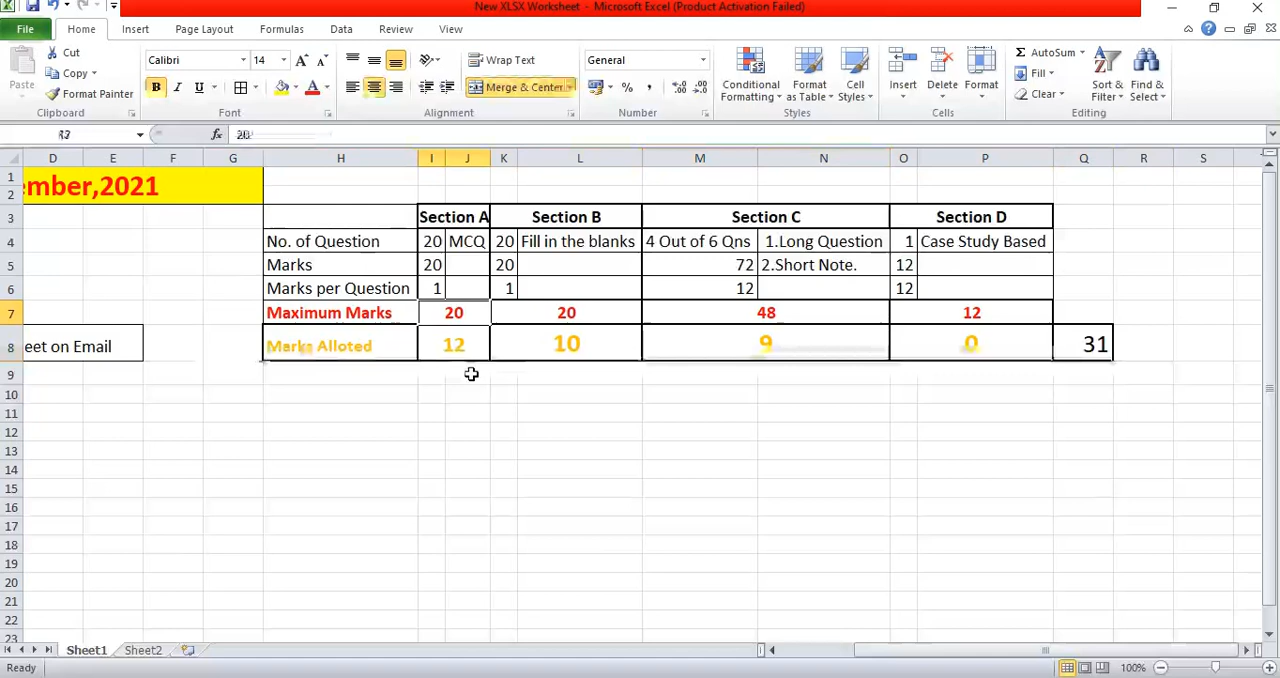 New XLSX Worksheet - Microsoft Excel (Product Activation Failed)
File Home Insert Page Layout Formulas Data Review View
Paste
Cut
Copy
Format Painter
Clipboard
Calibri 14
B I U A
Font
Wrap Text
Merge & Center
Alignment
General
% ,
Number
Conditional Formatting
Format as Table
Cell Styles
Styles
Insert Delete Format
Cells
AutoSum
Fill
Clear
Sort & Filter
Find & Select
Editing
fx
D E F G H I J K L M N O P Q R S
1 mber,2021
2
3 Section A Section B Section C Section D
4 No. of Question 20 MCQ 20 Fill in the blanks 4 Out of 6 Qns 1.Long Question 1 Case Study Based
5 Marks 20 20 72 2.Short Note. 12
6 Marks per Question 1 1 12 12
7 Maximum Marks 20 20 48 12
8 eet on Email Marks Alloted 12 10 9 0 31
9
10
11
12
13
14
15
16
17
18
19
20
21
22
23
Sheet1 Sheet2
Ready 100%